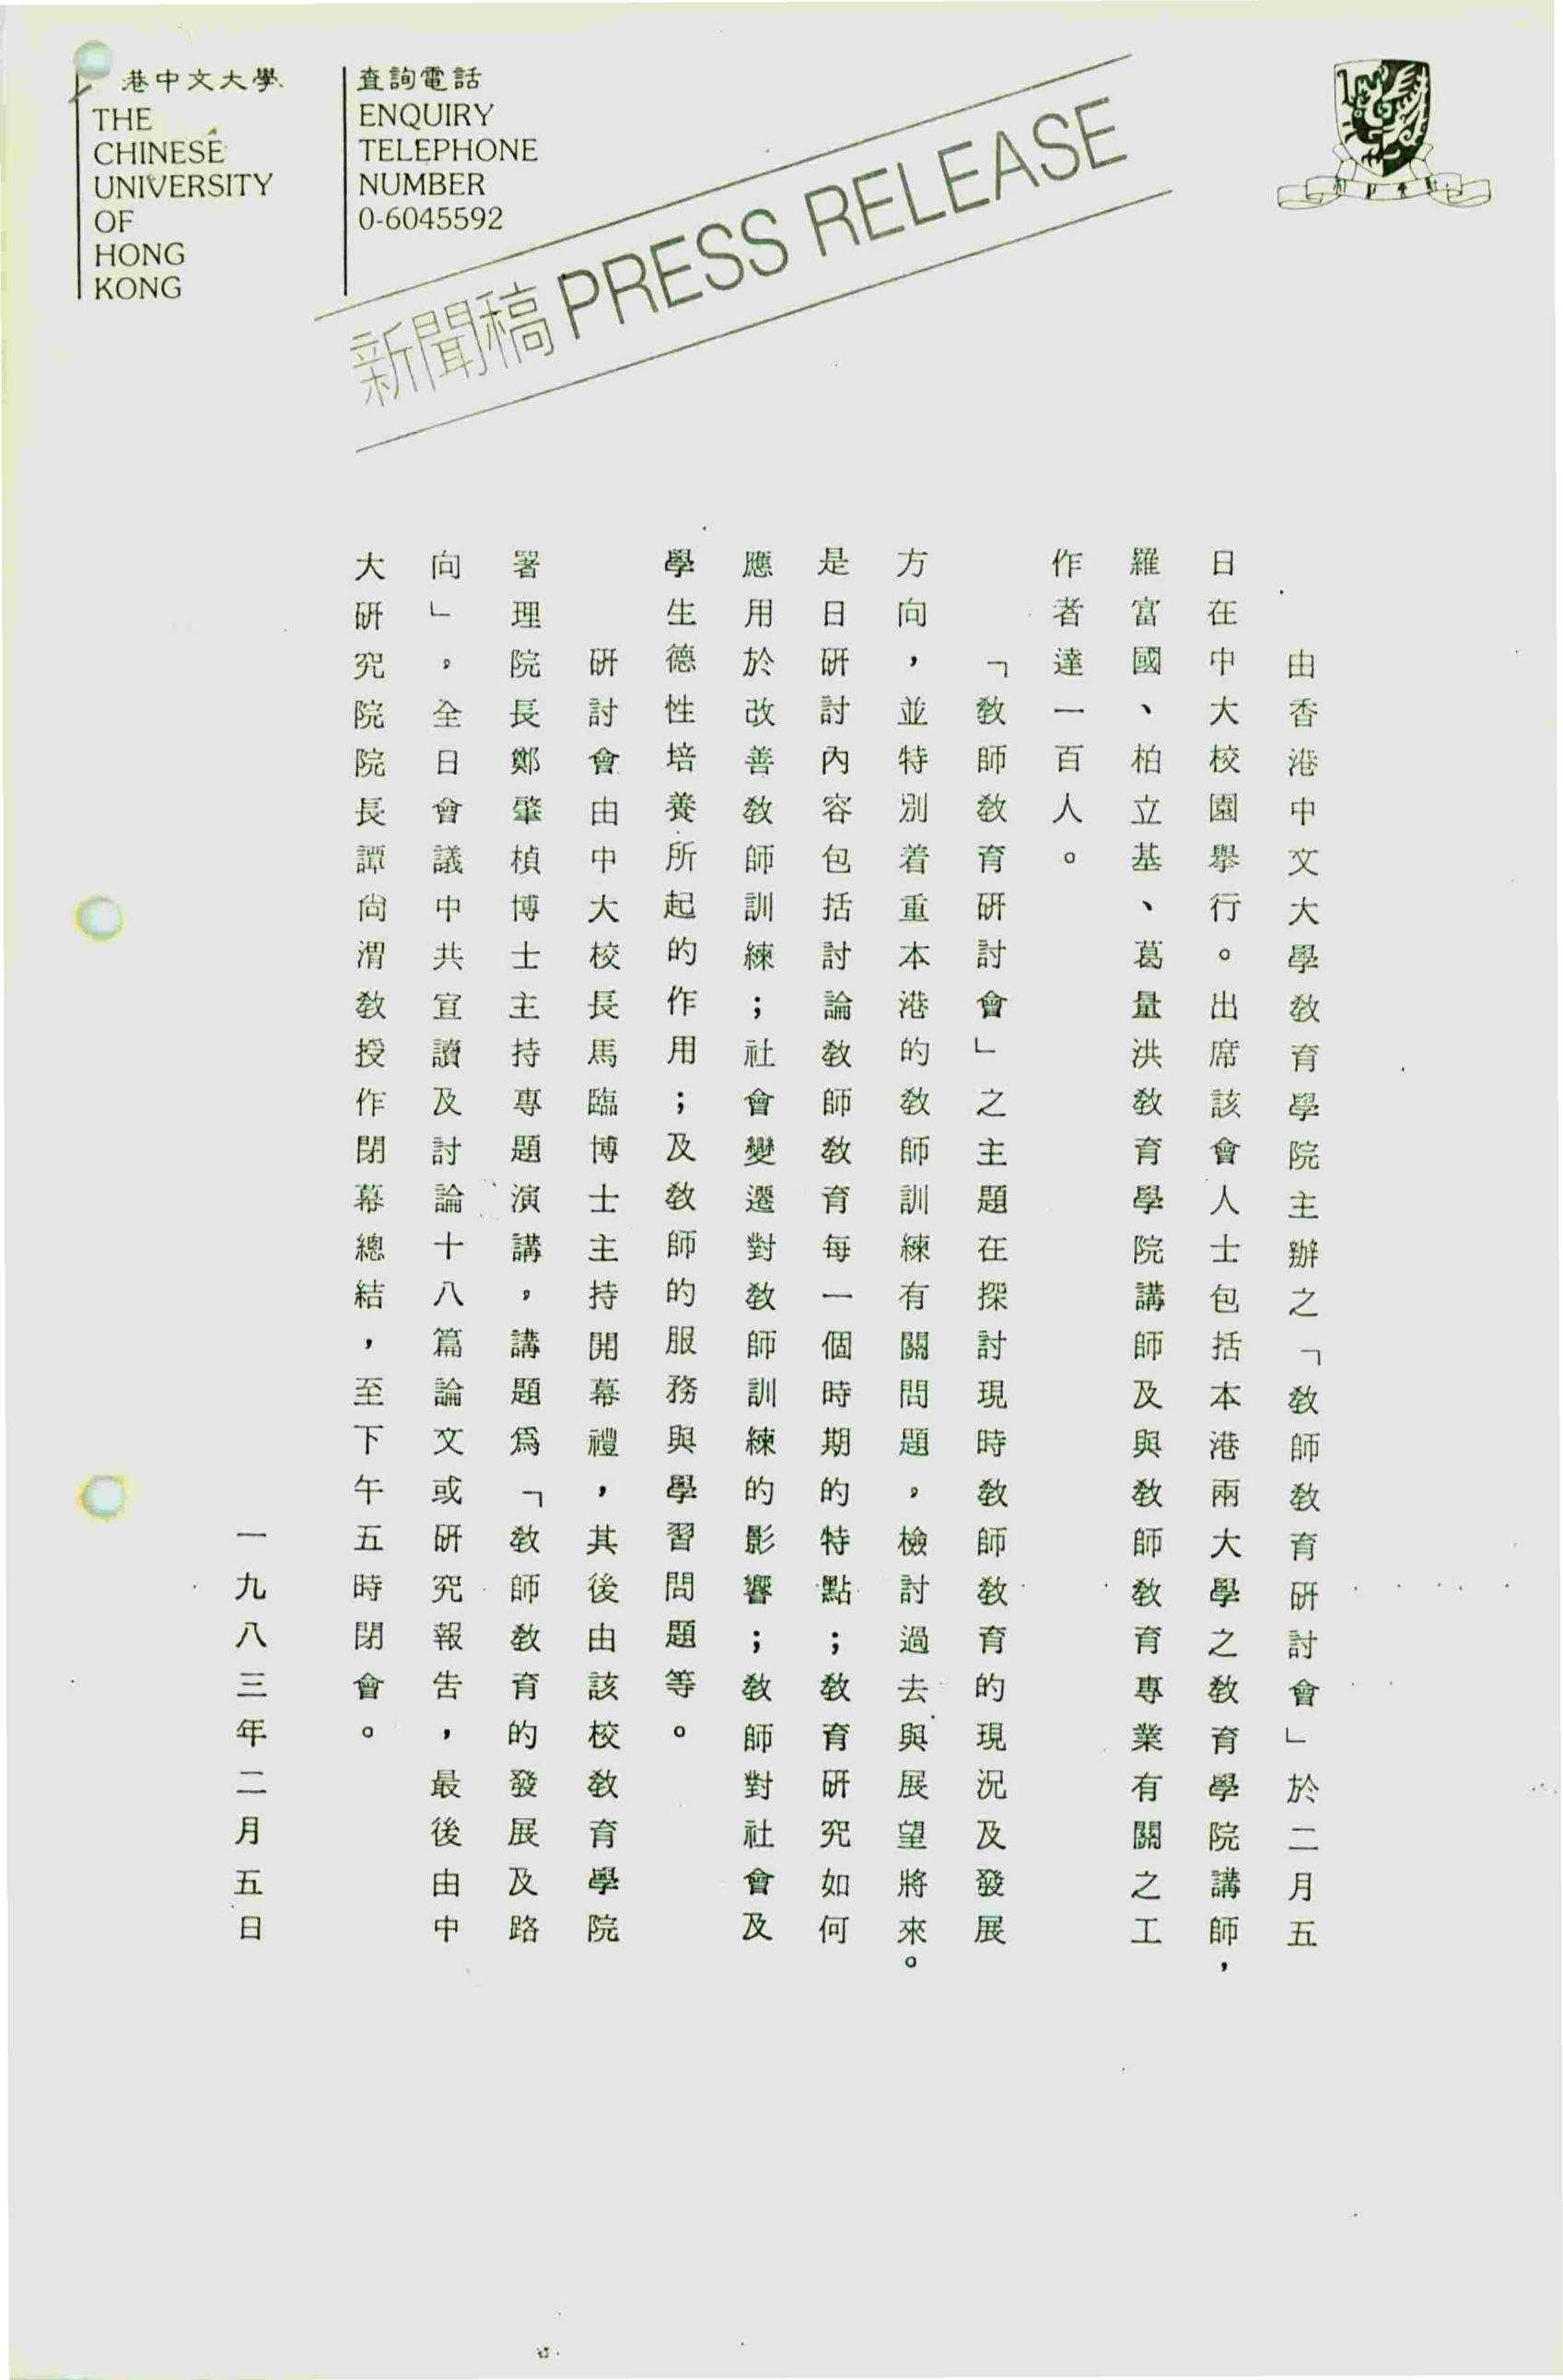 港中文大學
THE
CHINESE
UNIVERSITY
OF
HONG
KONG
查詢電話
ENQUIRY
TELEPHONE
NUMBER
0-6045592
新聞稿 PRESS RELEASE
由香港中文大學教育學院主辦之「教師教育研討會」於二月五
日在中大校園舉行。出席該會人士包括本港兩大學之教育學院講師,
羅富國、柏立基、葛量洪教育學院講師及與教師教育專業有關之工
作者達一百人。
「教師教育研討會」之主題在探討現時教師教育的現況及發展
方向,並特別着重本港的教師訓練有關問題,檢討過去與展望將來。
是日研討內容包括討論教師教育每一個時期的特點;教育研究如何
應用於改善教師訓練;社會變遷對教師訓練的影響;教師對社會及
學生德性培養所起的作用;及教師的服務與學習問題等。
研討會由中大校長馬臨博士主持開幕禮,其後由該校教育學院
署理院長鄭肇楨博士主持專題演講,講題為「教師教育的發展及路
向」。全日會議中共宣讀及討論十八篇論文或研究報告,最後由中
大研究院院長譚尚渭教授作閉幕總結,至下午五時閉會。
一九八三年二月五日